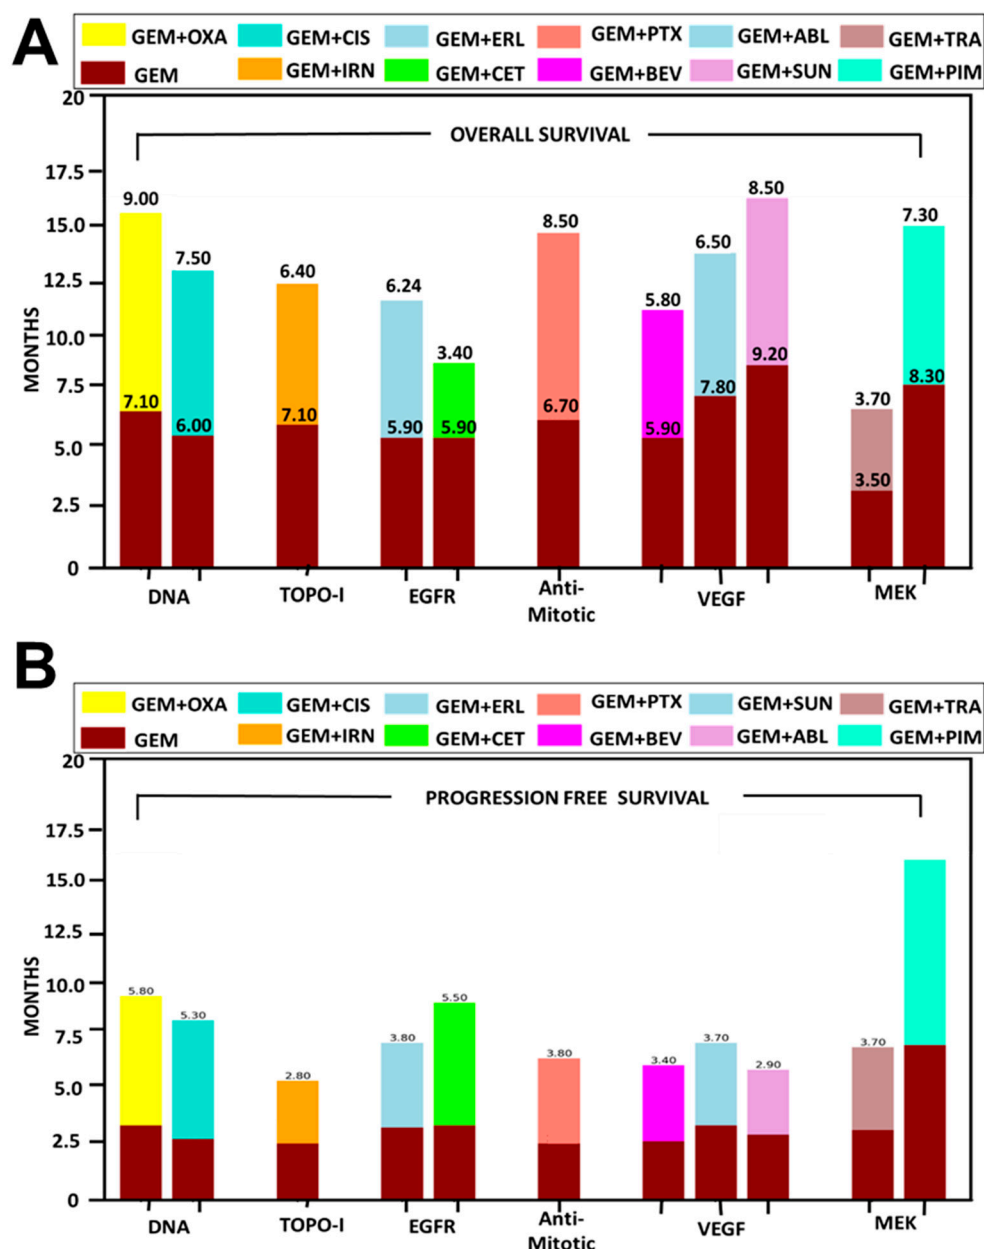 A
GEM+OXA GEM+CIS GEM+ERL GEM+PTX GEM+ABL GEM+TRA
GEM GEM+IRN GEM+CET GEM+BEV GEM+SUN GEM+PIM
20
OVERALL SURVIVAL
17.5
9.00 8.50 8.50 7.30
15.0
7.50 6.40 6.24 6.50
12.5
5.80
10.0
3.40
MONTHS
7.5
7.10 6.00 7.10 5.90 5.90 6.70 5.90 7.80 9.20 3.70 8.30
5.0
3.50
2.5
0
DNA TOPO-I EGFR Anti- VEGF MEK
Mitotic
B
GEM+OXA GEM+CIS GEM+ERL GEM+PTX GEM+SUN GEM+TRA
GEM GEM+IRN GEM+CET GEM+BEV GEM+ABL GEM+PIM
20
PROGRESSION FREE SURVIVAL
17.5
15.0
12.5
10.0
5.80 5.30 5.50
MONTHS
7.5
2.80 3.80 3.80 3.40 3.70 2.90 3.70
5.0
2.5
0
DNA TOPO-I EGFR Anti- VEGF MEK
Mitotic